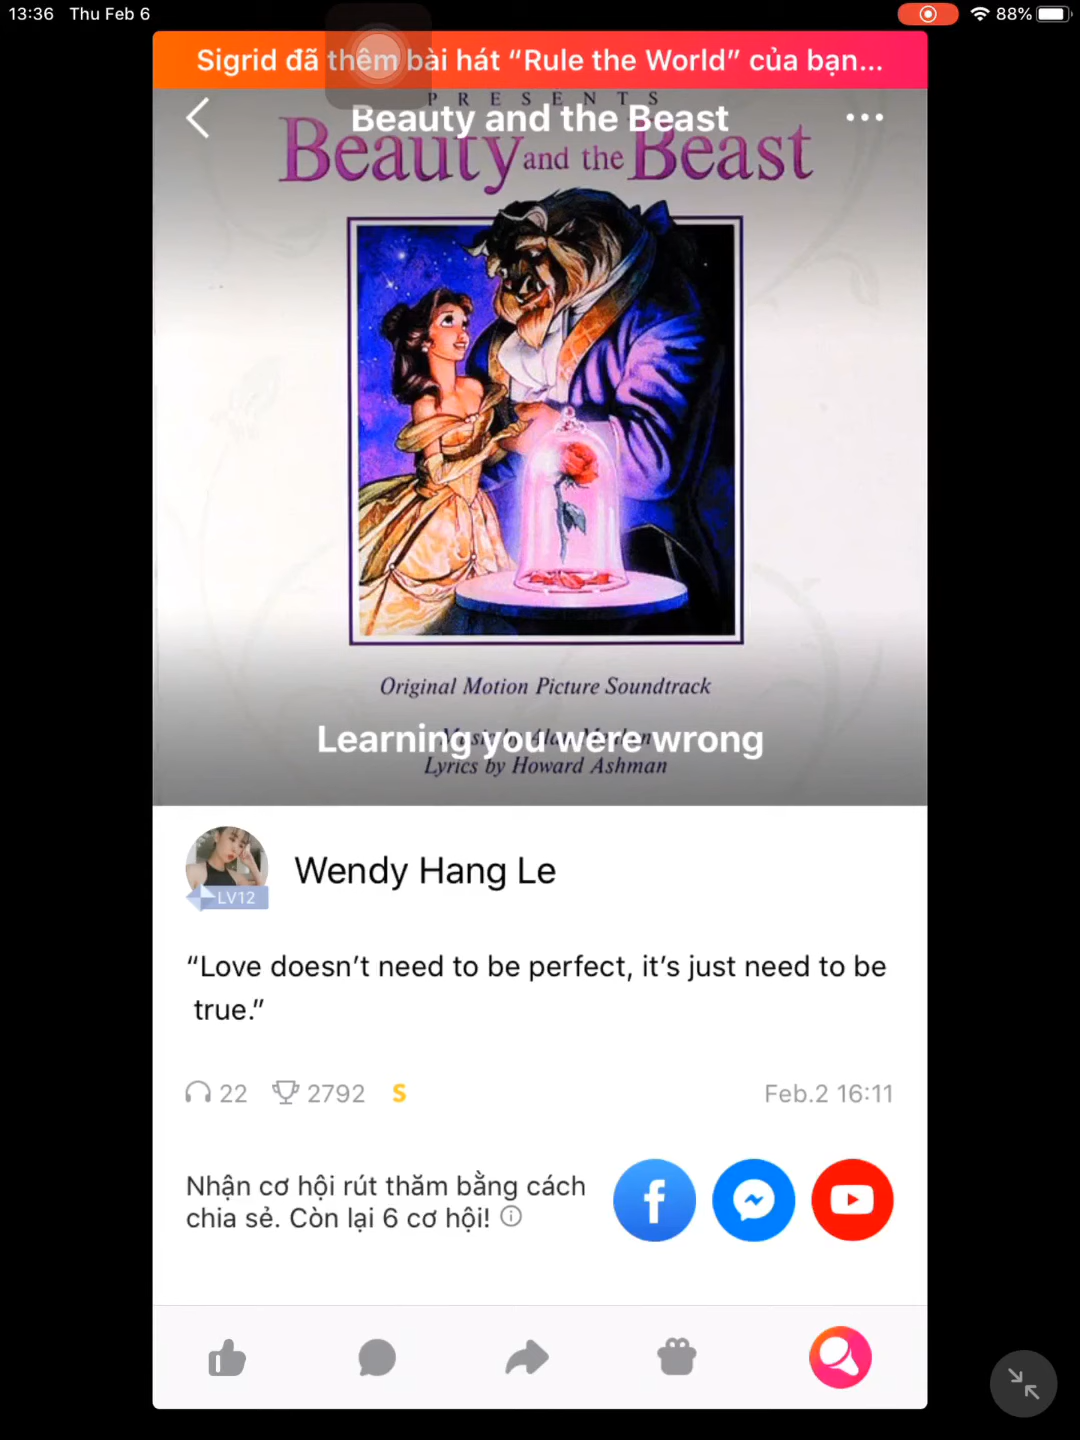 13:36 Thu Feb 6
88%
Sigrid đã thêm bài hát “Rule the World” của bạn...
PRESENTS
Beauty and the Beast
Beauty and the Beast
Original Motion Picture Soundtrack
Learning you were wrong
Lyrics by Howard Ashman
LV12
Wendy Hang Le
“Love doesn’t need to be perfect, it’s just need to be
true.”
22 2792 S Feb.2 16:11
Nhận cơ hội rút thăm bằng cách
chia sẻ. Còn lại 6 cơ hội!